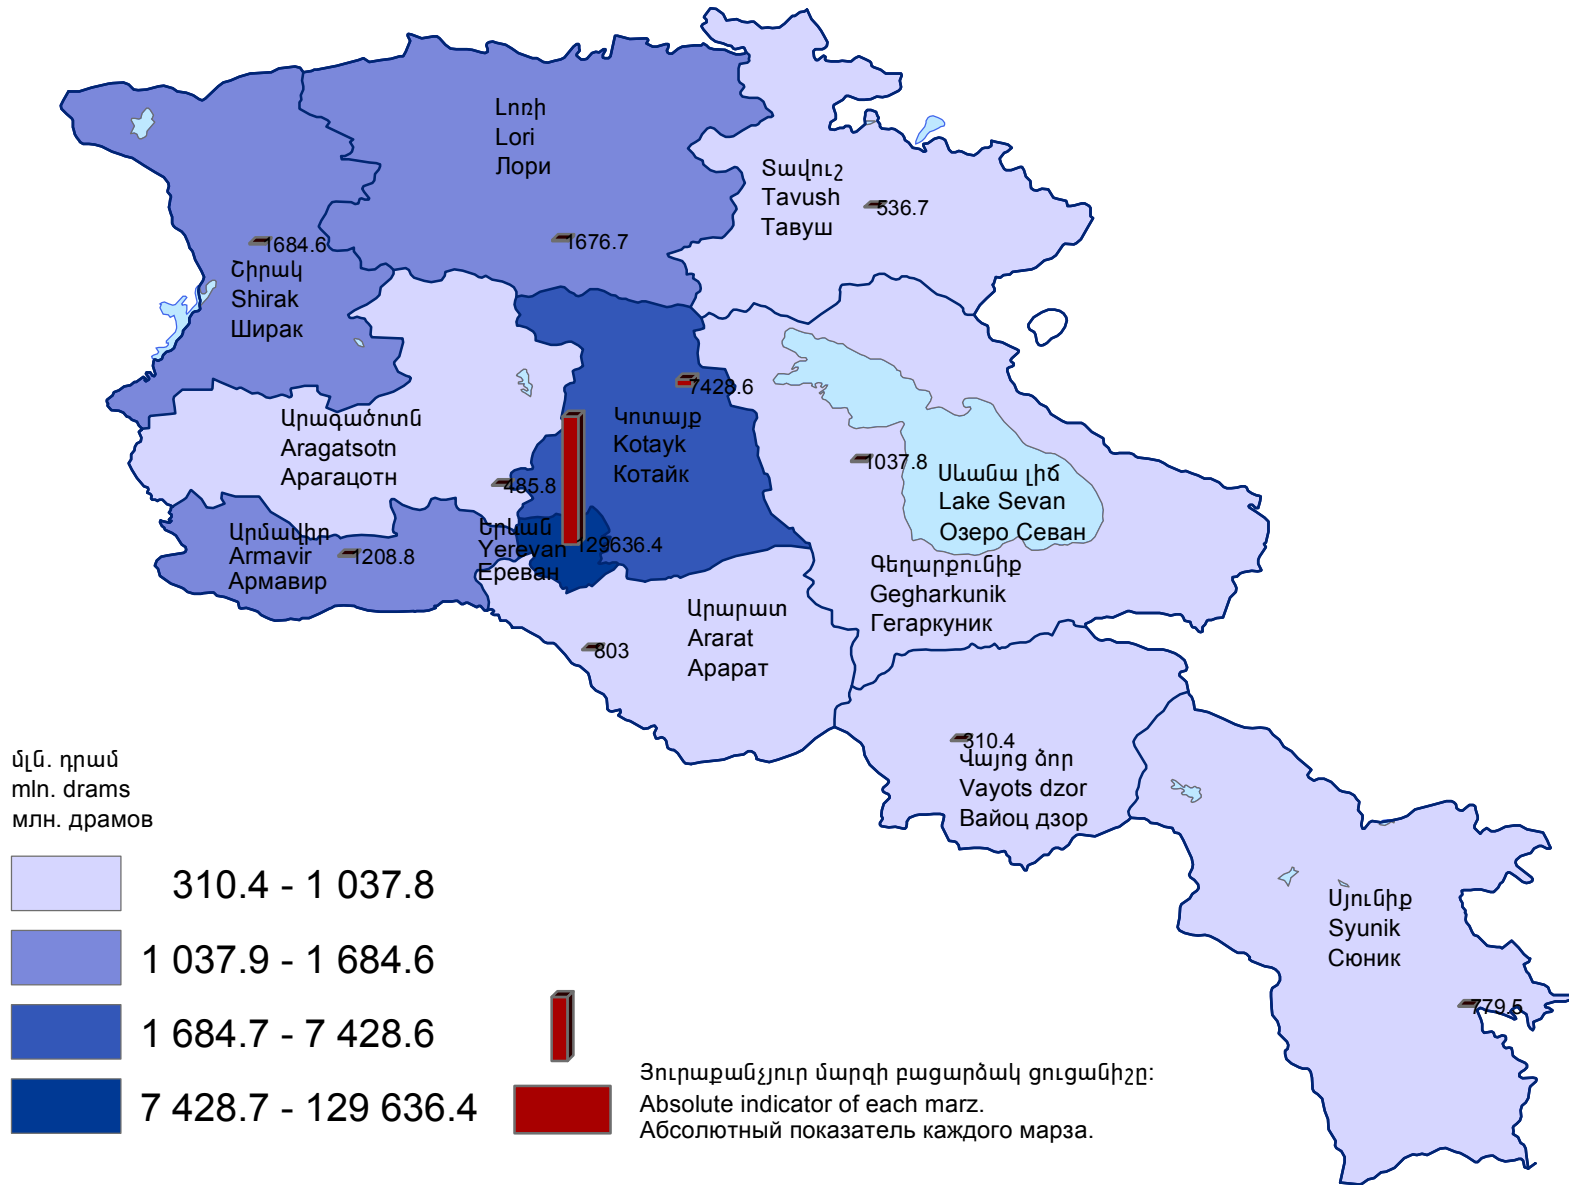 Լոռի
Lori
Лори
1676.7
Տավուշ
Tavush
Тавуш
536.7
1684.6
Շիրակ
Shirak
Ширак
7428.6
Կոտայք
Kotayk
Котайк
Արագածոտն
Aragatsotn
Арагацотн
485.8
1037.8
Սևանա լիճ
Lake Sevan
Озеро Севан
Գեղարքունիք
Gegharkunik
Гегаркуник
Արմավիր
Armavir
Армавир
1208.8
Երևան
Yerevan
Ереван
129636.4
Արարատ
Ararat
Арарат
803
310.4
Վայոց ձոր
Vayots dzor
Вайоц дзор
Սյունիք
Syunik
Сюник
779.5
մլն. դրամ
mln. drams
млн. драмов
310.4 - 1 037.8
1 037.9 - 1 684.6
1 684.7 - 7 428.6
7 428.7 - 129 636.4
Յուրաքանչյուր մարզի բացարձակ ցուցանիշը:
Absolute indicator of each marz.
Абсолютный показатель каждого марза.